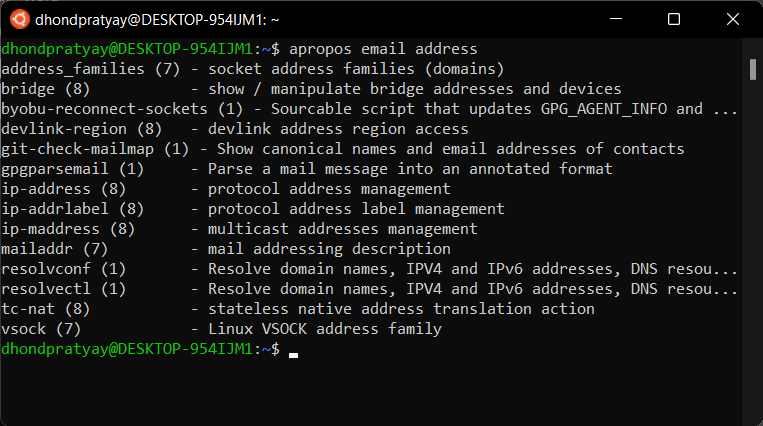 dhondpratyay@DESKTOP-954IJM1: ~
dhondpratyay@DESKTOP-954IJM1:~$ apropos email address
address_families (7) - socket address families (domains)
bridge (8)           - show / manipulate bridge addresses and devices
byobu-reconnect-sockets (1) - Sourcable script that updates GPG_AGENT_INFO and ...
devlink-region (8)   - devlink address region access
git-check-mailmap (1) - Show canonical names and email addresses of contacts
gpgparsemail (1)     - Parse a mail message into an annotated format
ip-address (8)       - protocol address management
ip-addrlabel (8)     - protocol address label management
ip-maddress (8)      - multicast addresses management
mailaddr (7)         - mail addressing description
resolvconf (1)       - Resolve domain names, IPV4 and IPv6 addresses, DNS resou...
resolvectl (1)       - Resolve domain names, IPV4 and IPv6 addresses, DNS resou...
tc-nat (8)           - stateless native address translation action
vsock (7)            - Linux VSOCK address family
dhondpratyay@DESKTOP-954IJM1:~$